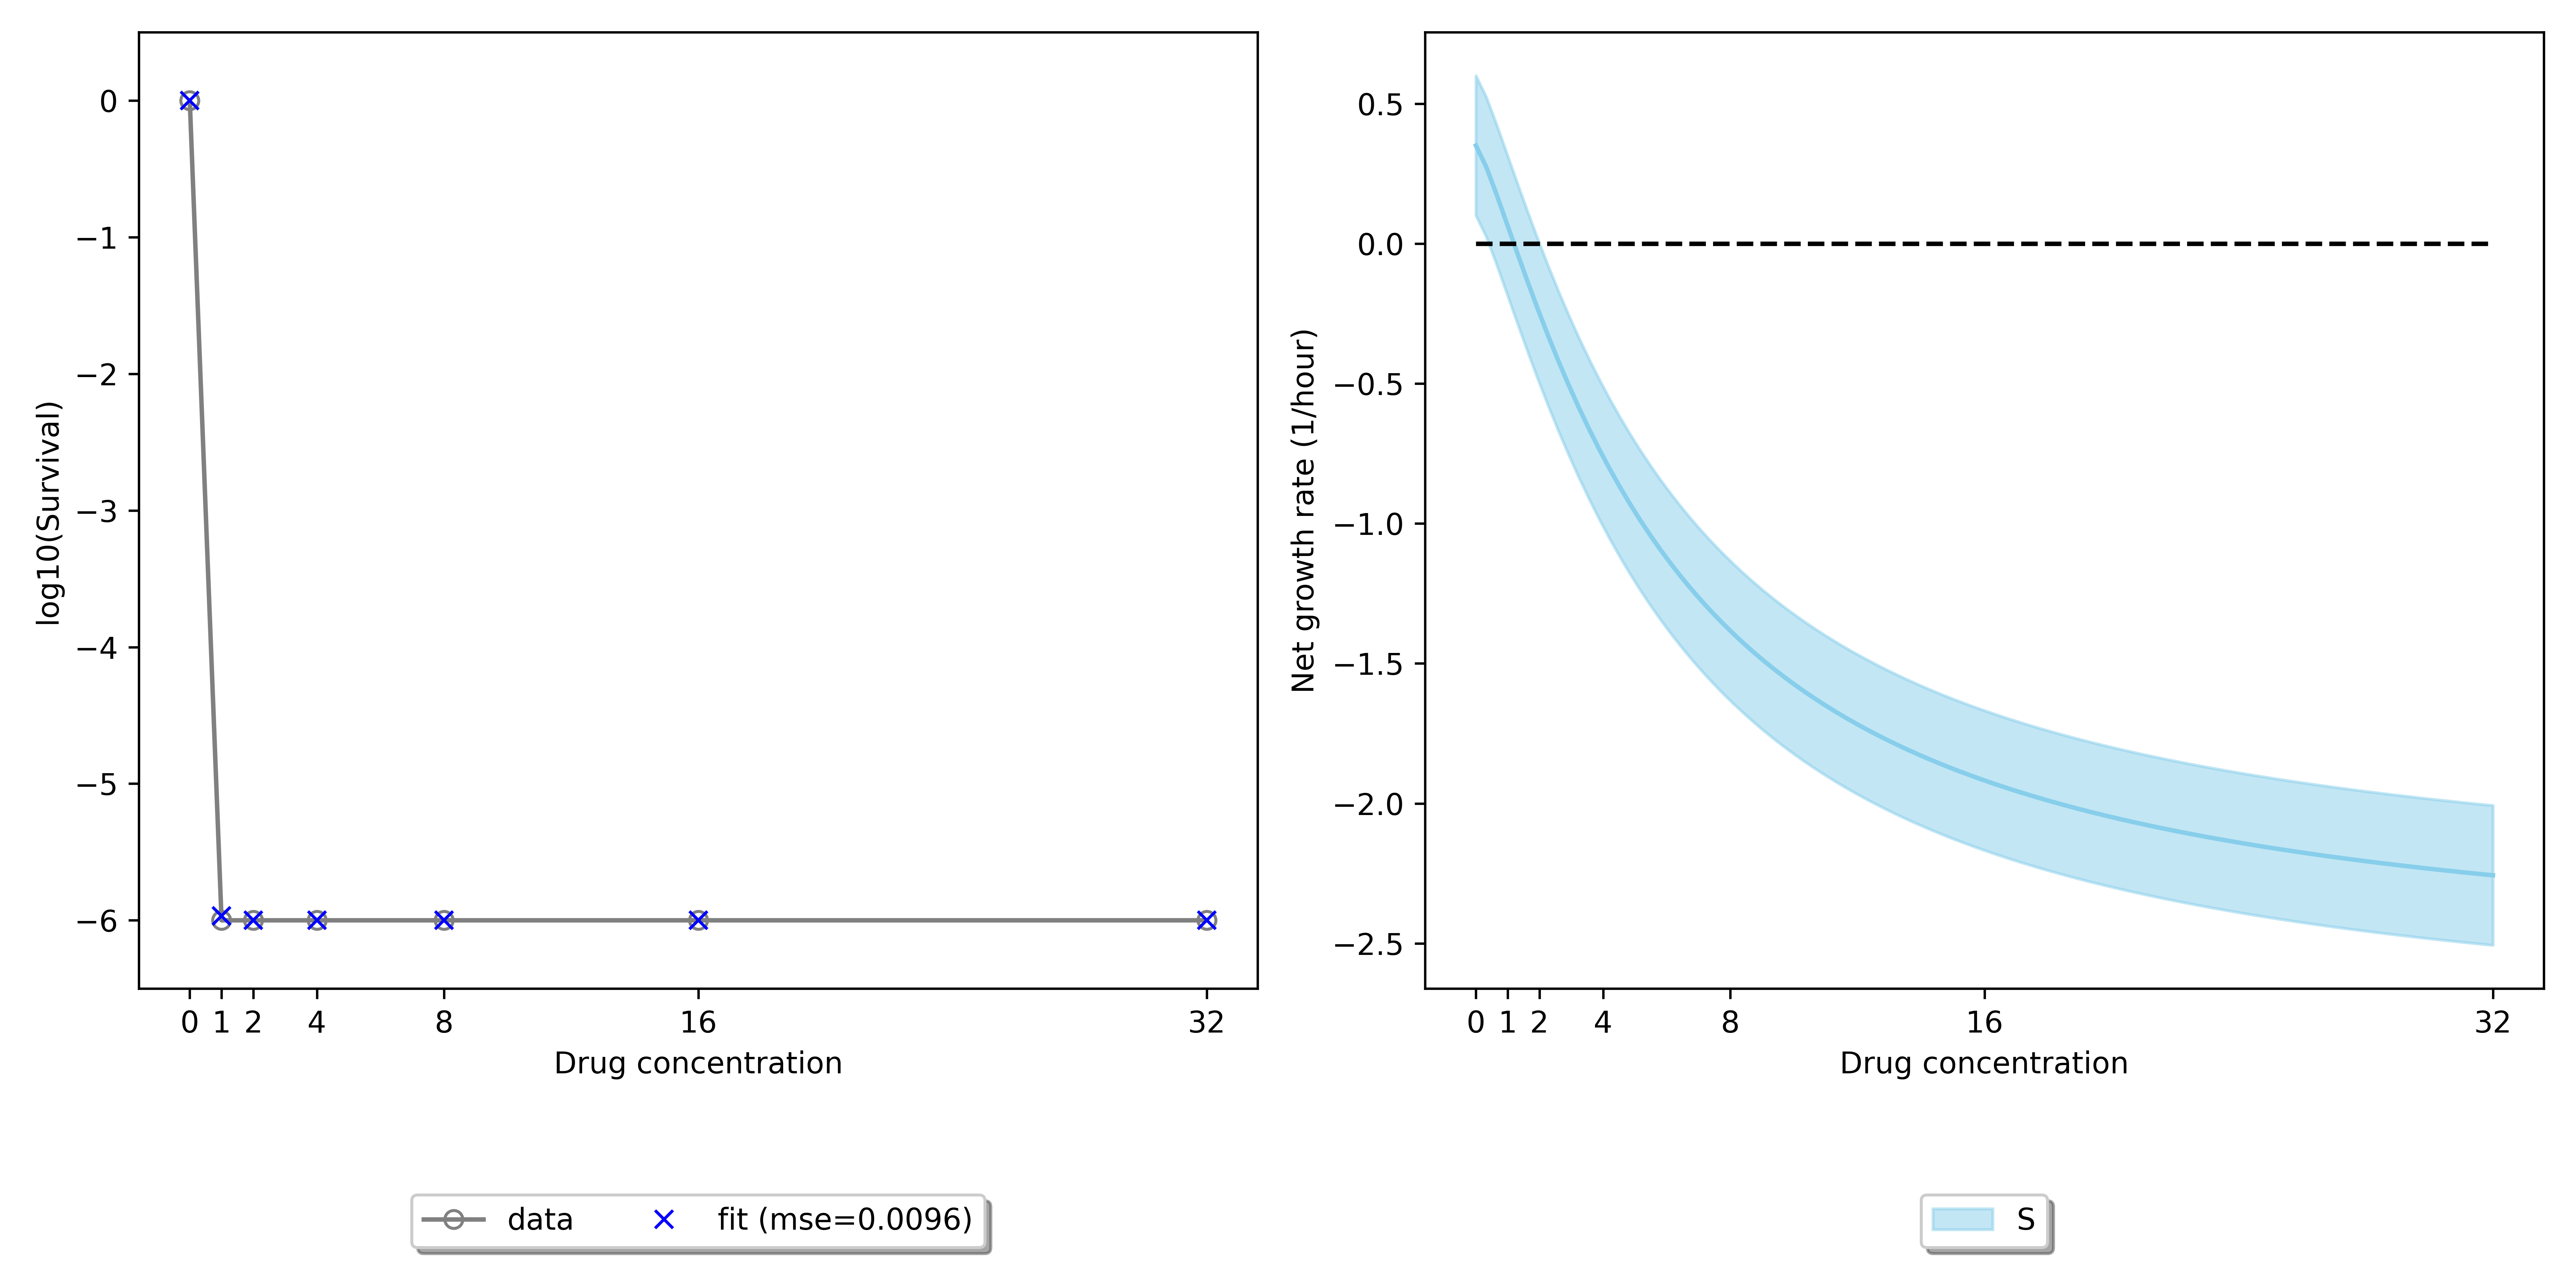 0
−1
−2
−3
−4
−5
−6
log10(Survival)
0 1 2 4 8 16 32
Drug concentration
data fit (mse=0.0096)
0.5
0.0
−0.5
−1.0
−1.5
−2.0
−2.5
Net growth rate (1/hour)
0 1 2 4 8 16 32
Drug concentration
S